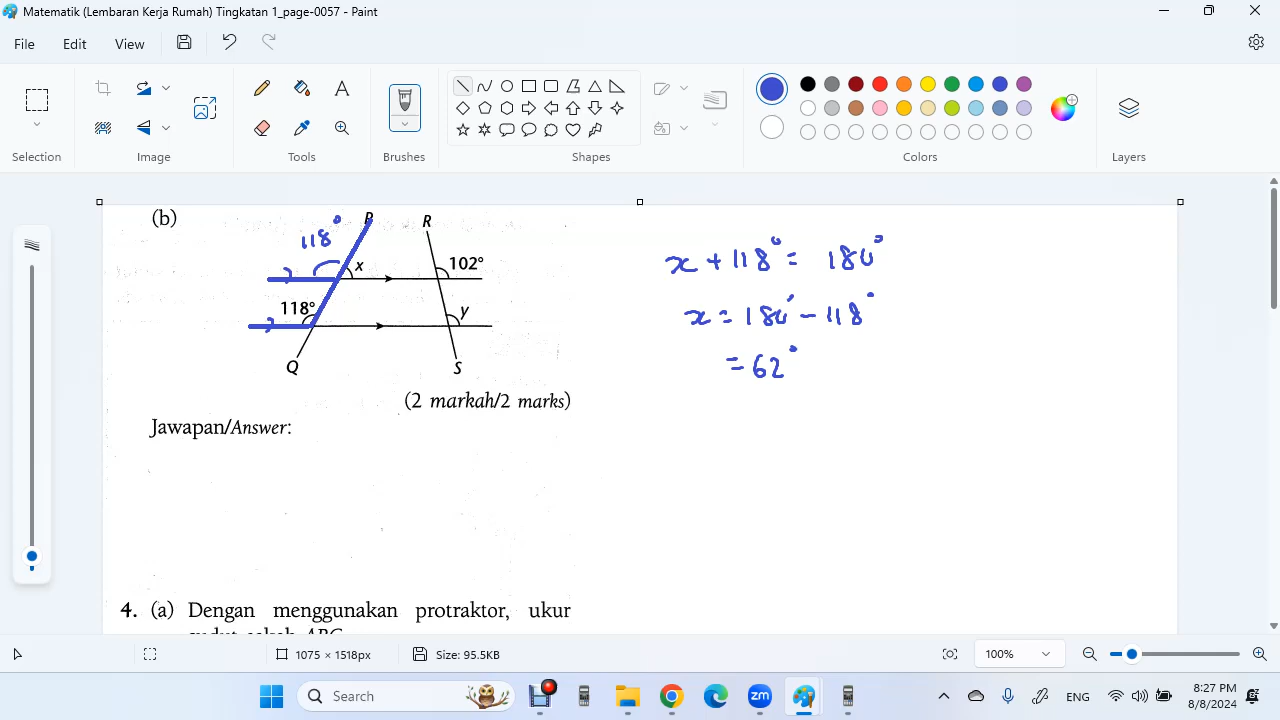 Matematik (Lembaran Kerja Rumah) Tingkatan 1_page-0057 - Paint
File Edit View
Selection Image Tools Brushes Shapes Colors Layers
(b)
118°
P R
x 102°
118° y
Q S
x + 118° = 180°
x = 180° - 118°
= 62°
(2 markah/2 marks)
Jawapan/Answer:
4. (a) Dengan menggunakan protraktor, ukur
1075 × 1518px Size: 95.5KB 100%
Search zm ENG 8:27 PM
8/8/2024